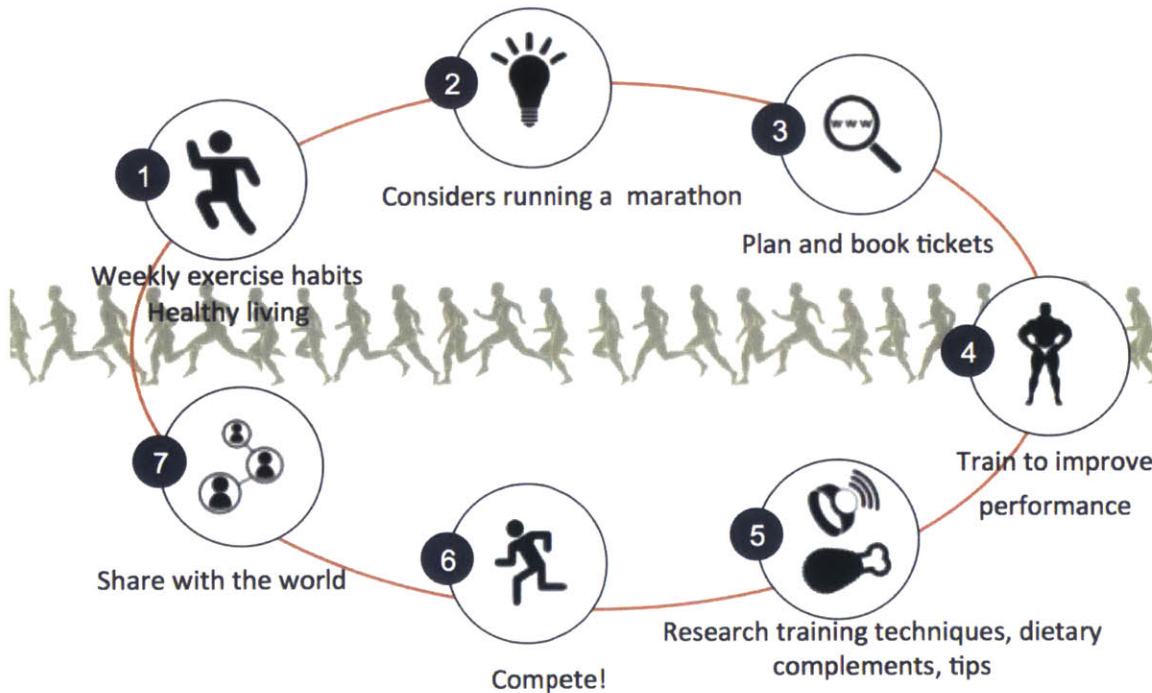 1
Weekly exercise habits
Healthy living
2
Considers running a marathon
3
www
Plan and book tickets
4
Train to improve
performance
5
Research training techniques, dietary
complements, tips
6
Compete!
7
Share with the world